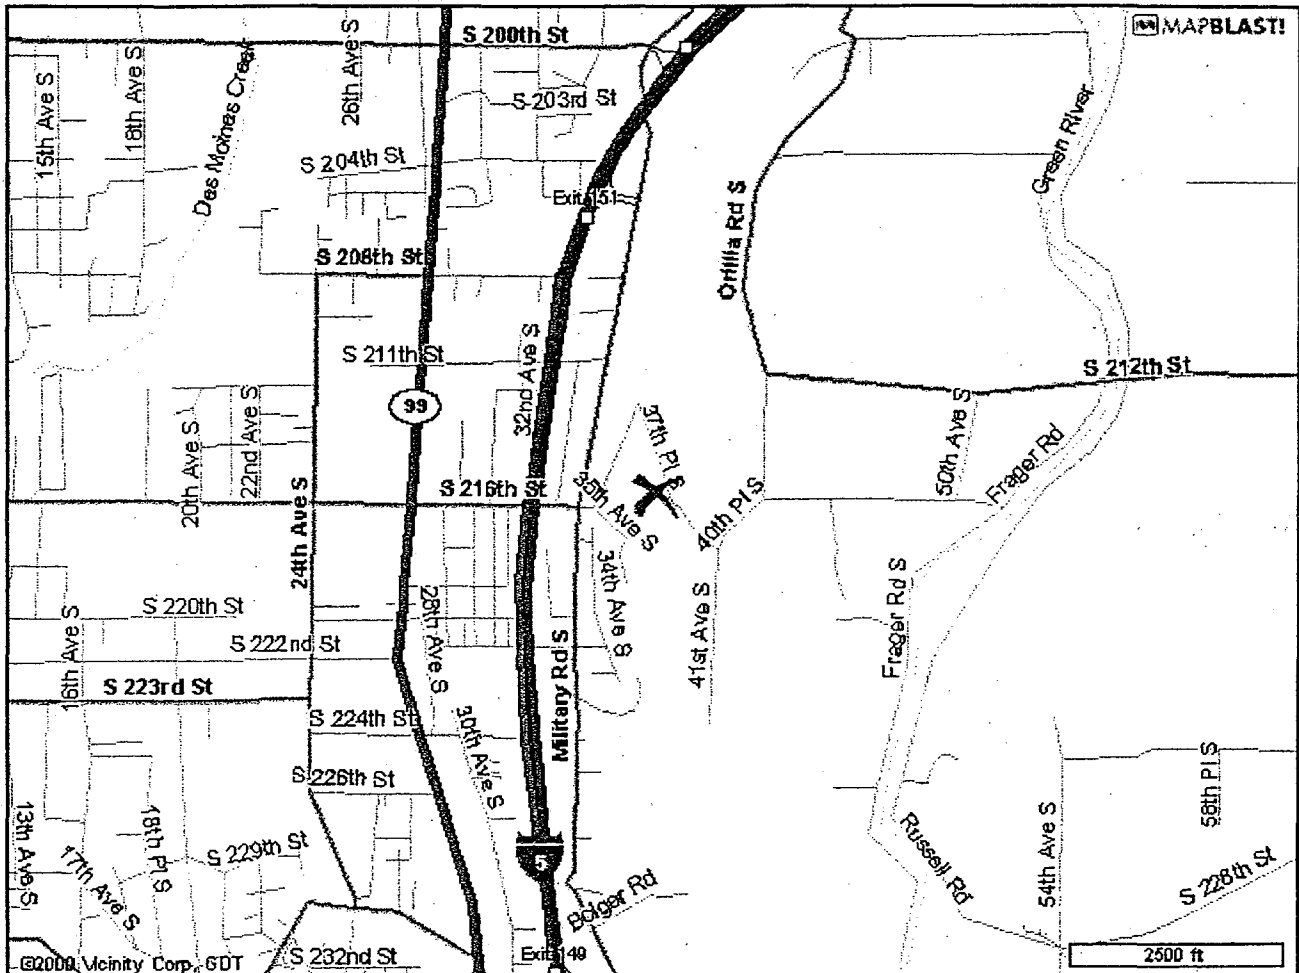 MAPBLAST!
S 200th St
26th Ave S
18th Ave S
15th Ave S
Des Moines Creek
S 203rd St
S 204th St
Exit 151
Green River
Orillia Rd S
S 208th St
S 211th St
32nd Ave S
S 212th St
99
37th Pl S
22nd Ave S
20th Ave S
50th Ave S
Frager Rd
S 216th St
35th Ave S
40th Pl S
24th Ave S
34th Ave S
28th Ave S
S 220th St
16th Ave S
S 222nd St
41st Ave S
Frager Rd S
S 223rd St
Military Rd S
S 224th St
30th Ave S
S 226th St
58th Pl S
13th Ave S
18th Pl S
S 229th St
17th Ave S
5
Russell Rd
54th Ave S
S 228th St
Bolger Rd
S 232nd St
Exit 149
©2000 Vicinity Corp, GDT
2500 ft